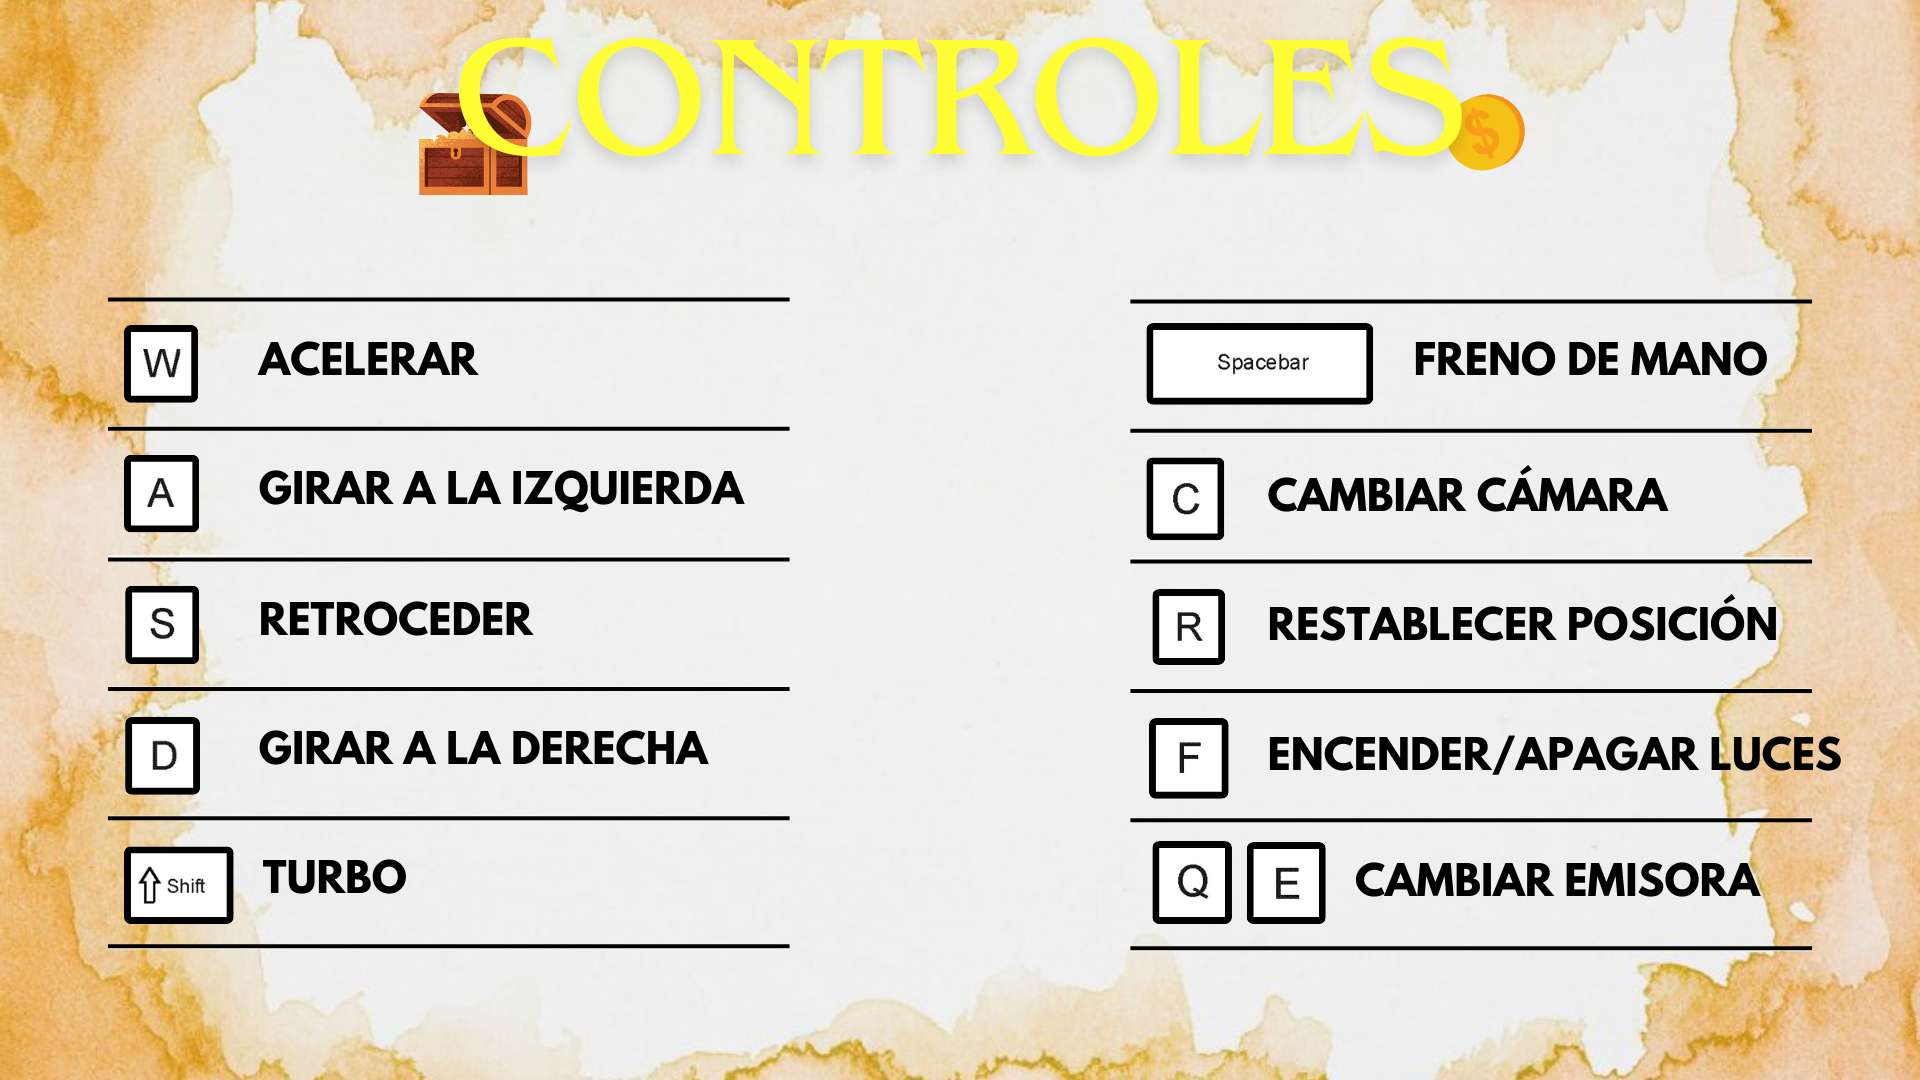 CONTROLES
$
W ACELERAR
A GIRAR A LA IZQUIERDA
S RETROCEDER
D GIRAR A LA DERECHA
Shift TURBO
Spacebar FRENO DE MANO
C CAMBIAR CÁMARA
R RESTABLECER POSICIÓN
F ENCENDER/APAGAR LUCES
Q E CAMBIAR EMISORA